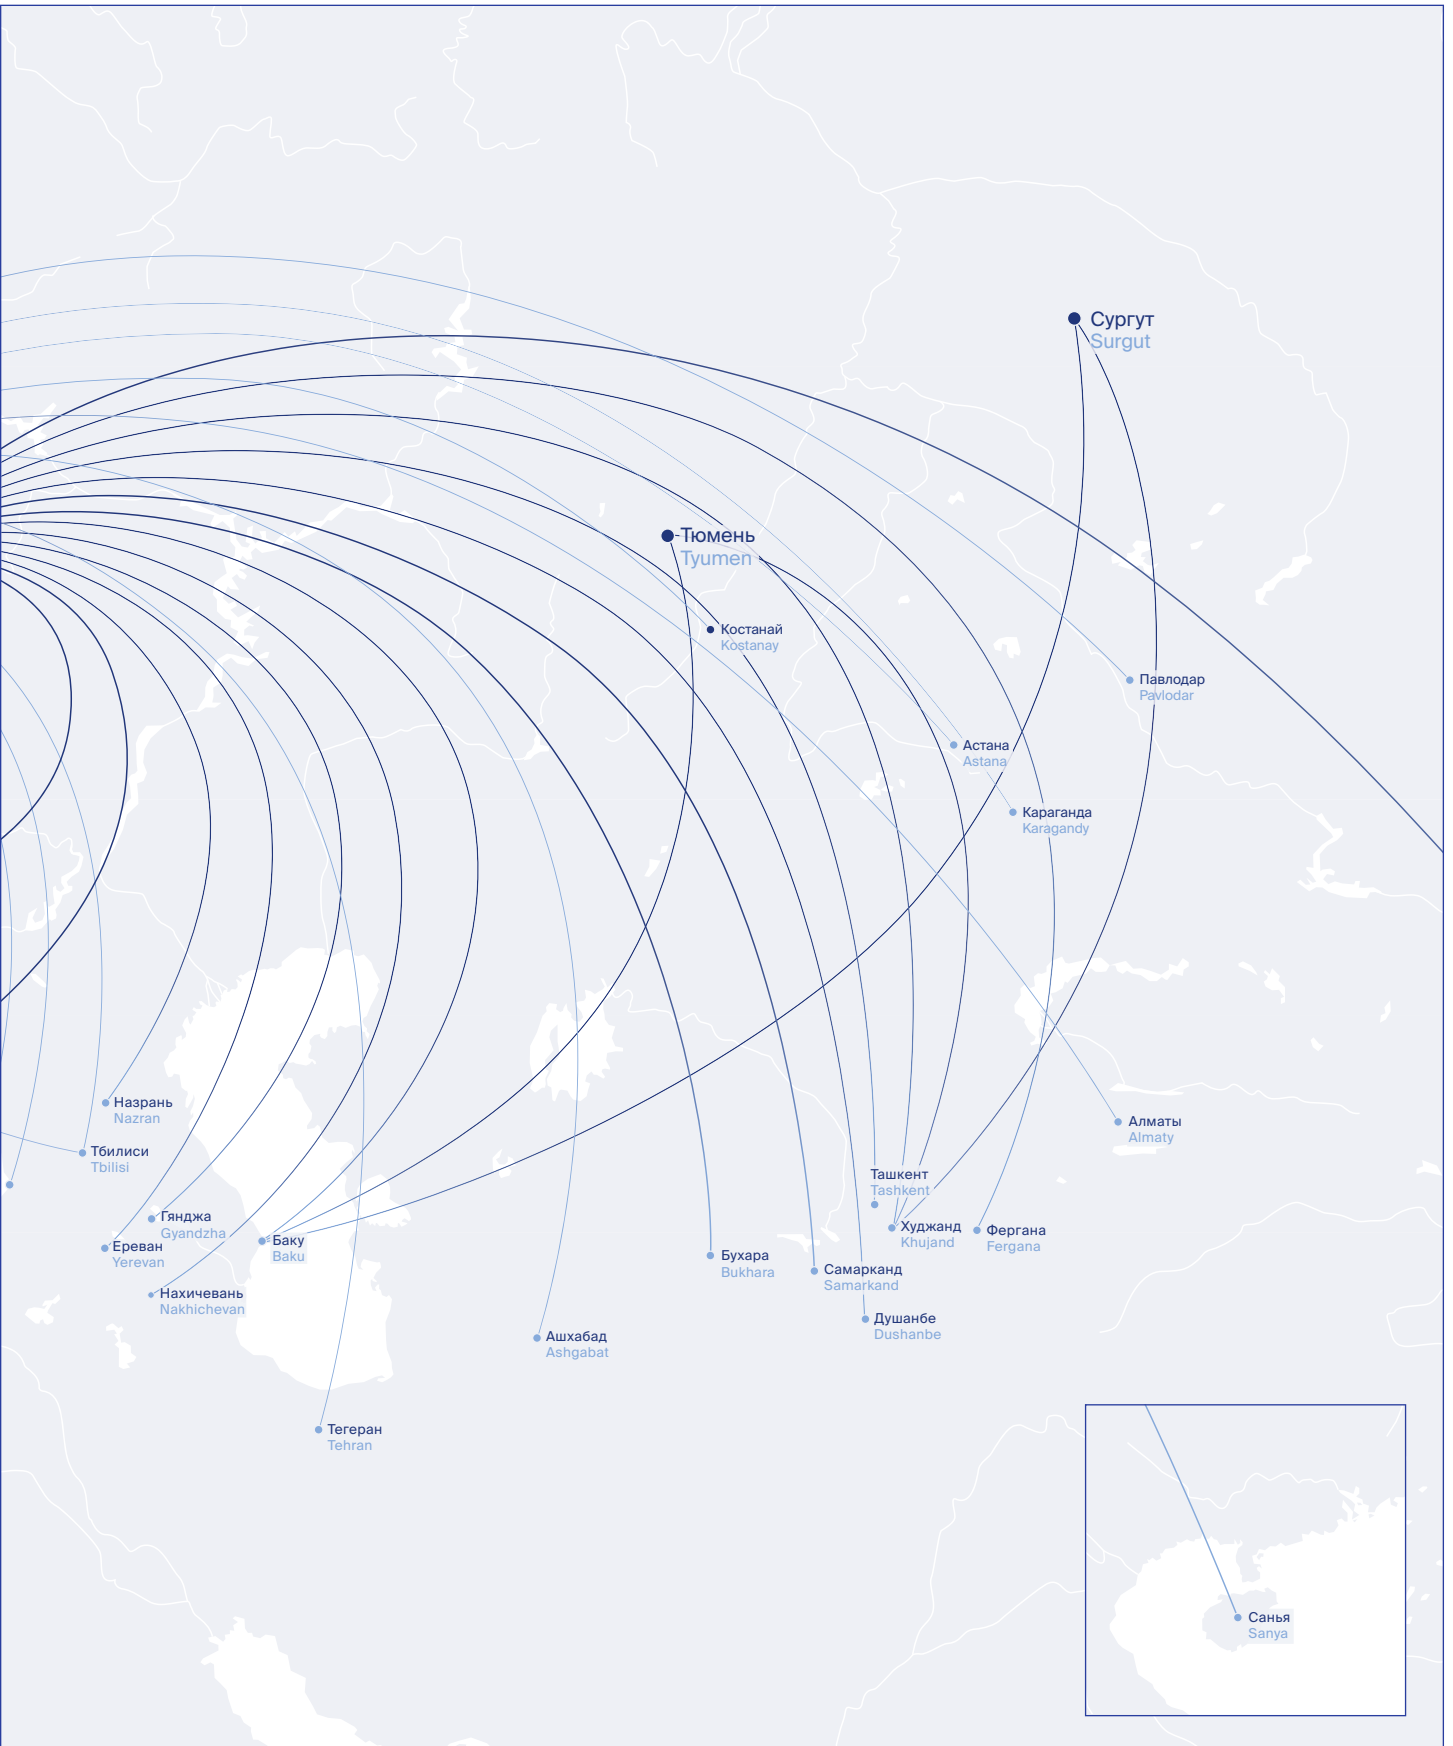 Сургут
Surgut
Тюмень
Tyumen
Костанай
Kostanay
Павлодар
Pavlodar
Астана
Astana
Караганда
Karagandy
Назрань
Nazran
Тбилиси
Tbilisi
Алматы
Almaty
Ташкент
Tashkent
Гянджа
Gyandzha
Худжанд
Khujand
Фергана
Fergana
Ереван
Yerevan
Баку
Baku
Бухара
Bukhara
Самарканд
Samarkand
Нахичевань
Nakhichevan
Душанбе
Dushanbe
Ашхабад
Ashgabat
Тегеран
Tehran
Санья
Sanya